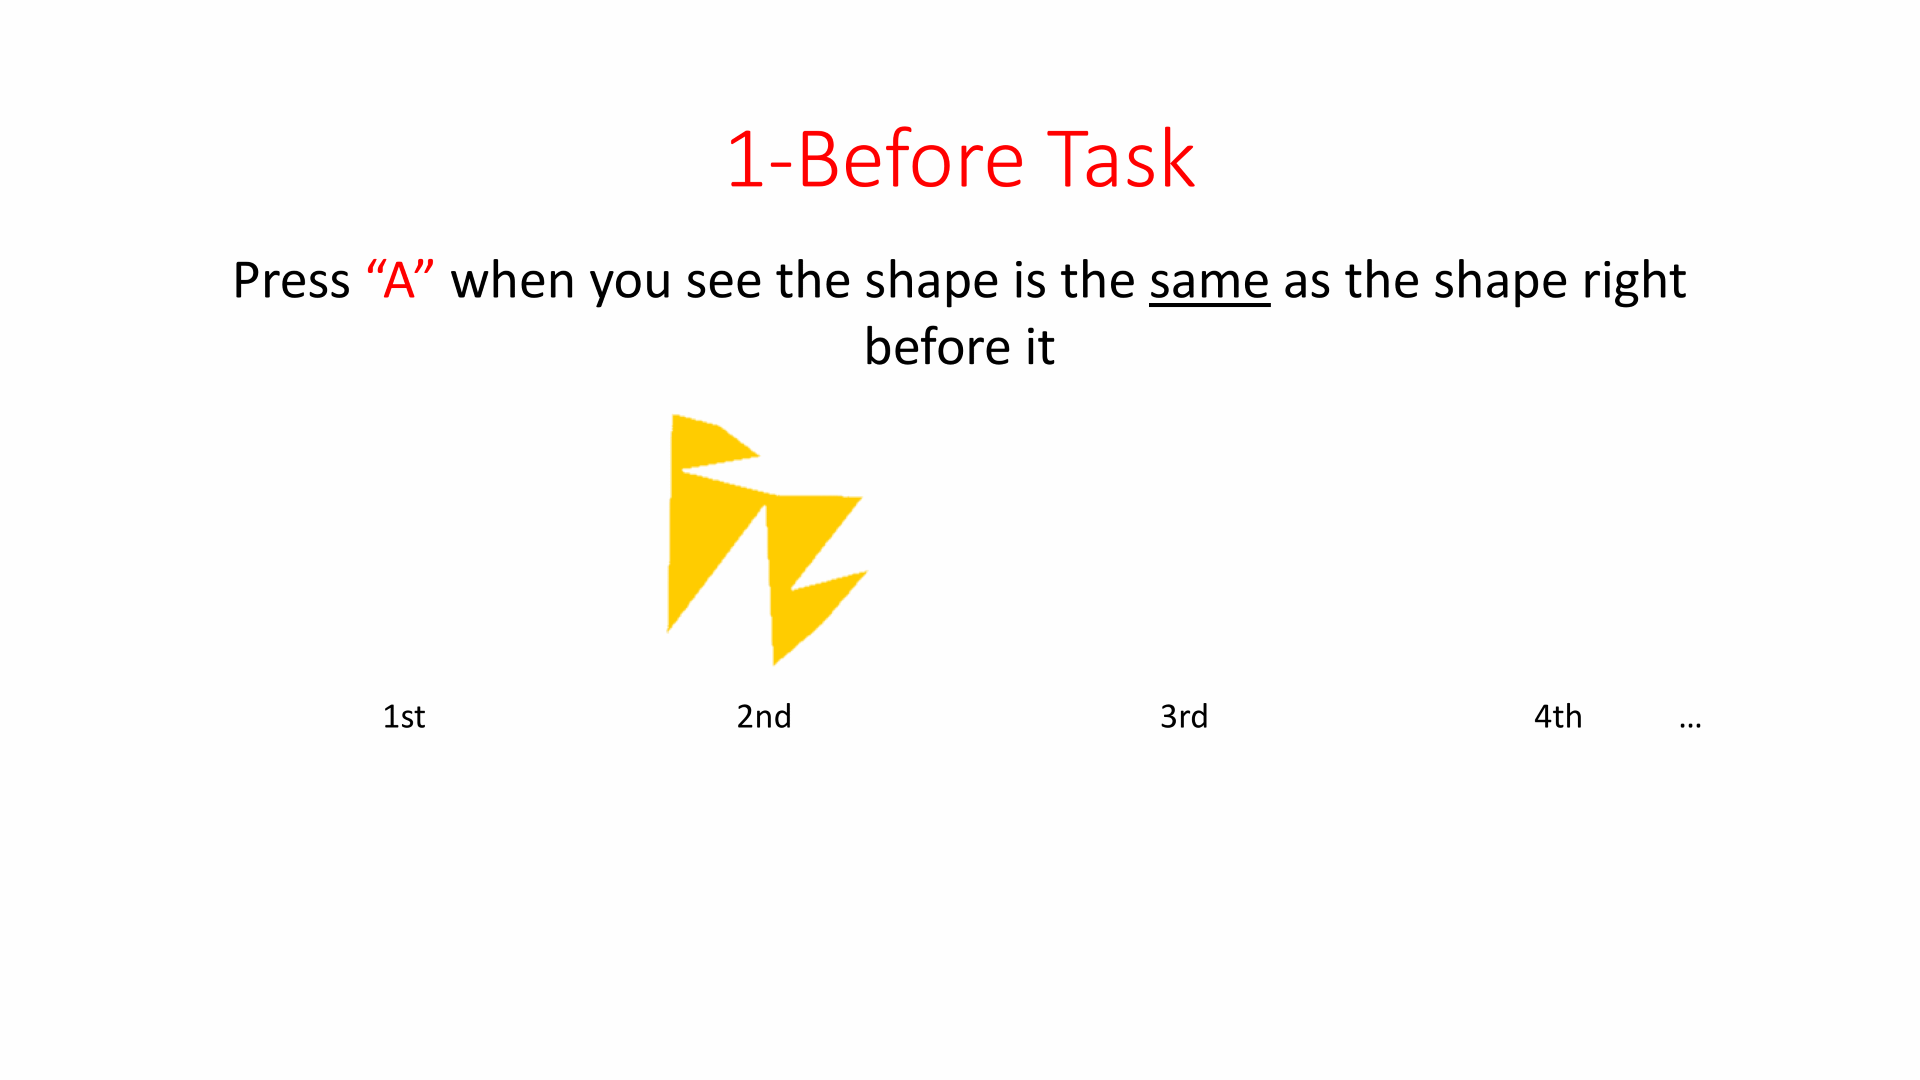 1-Before Task
Press “A” when you see the shape is the same as the shape right
before it
1st 2nd 3rd 4th ...